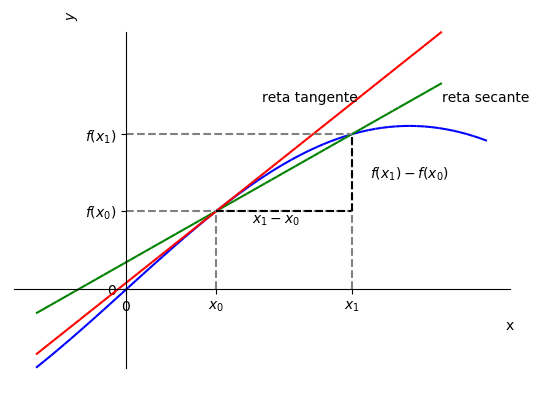 y
reta tangente
reta secante
f(x₁)
f(x₁) − f(x₀)
f(x₀)
x₁ − x₀
0
0
x₀
x₁
x